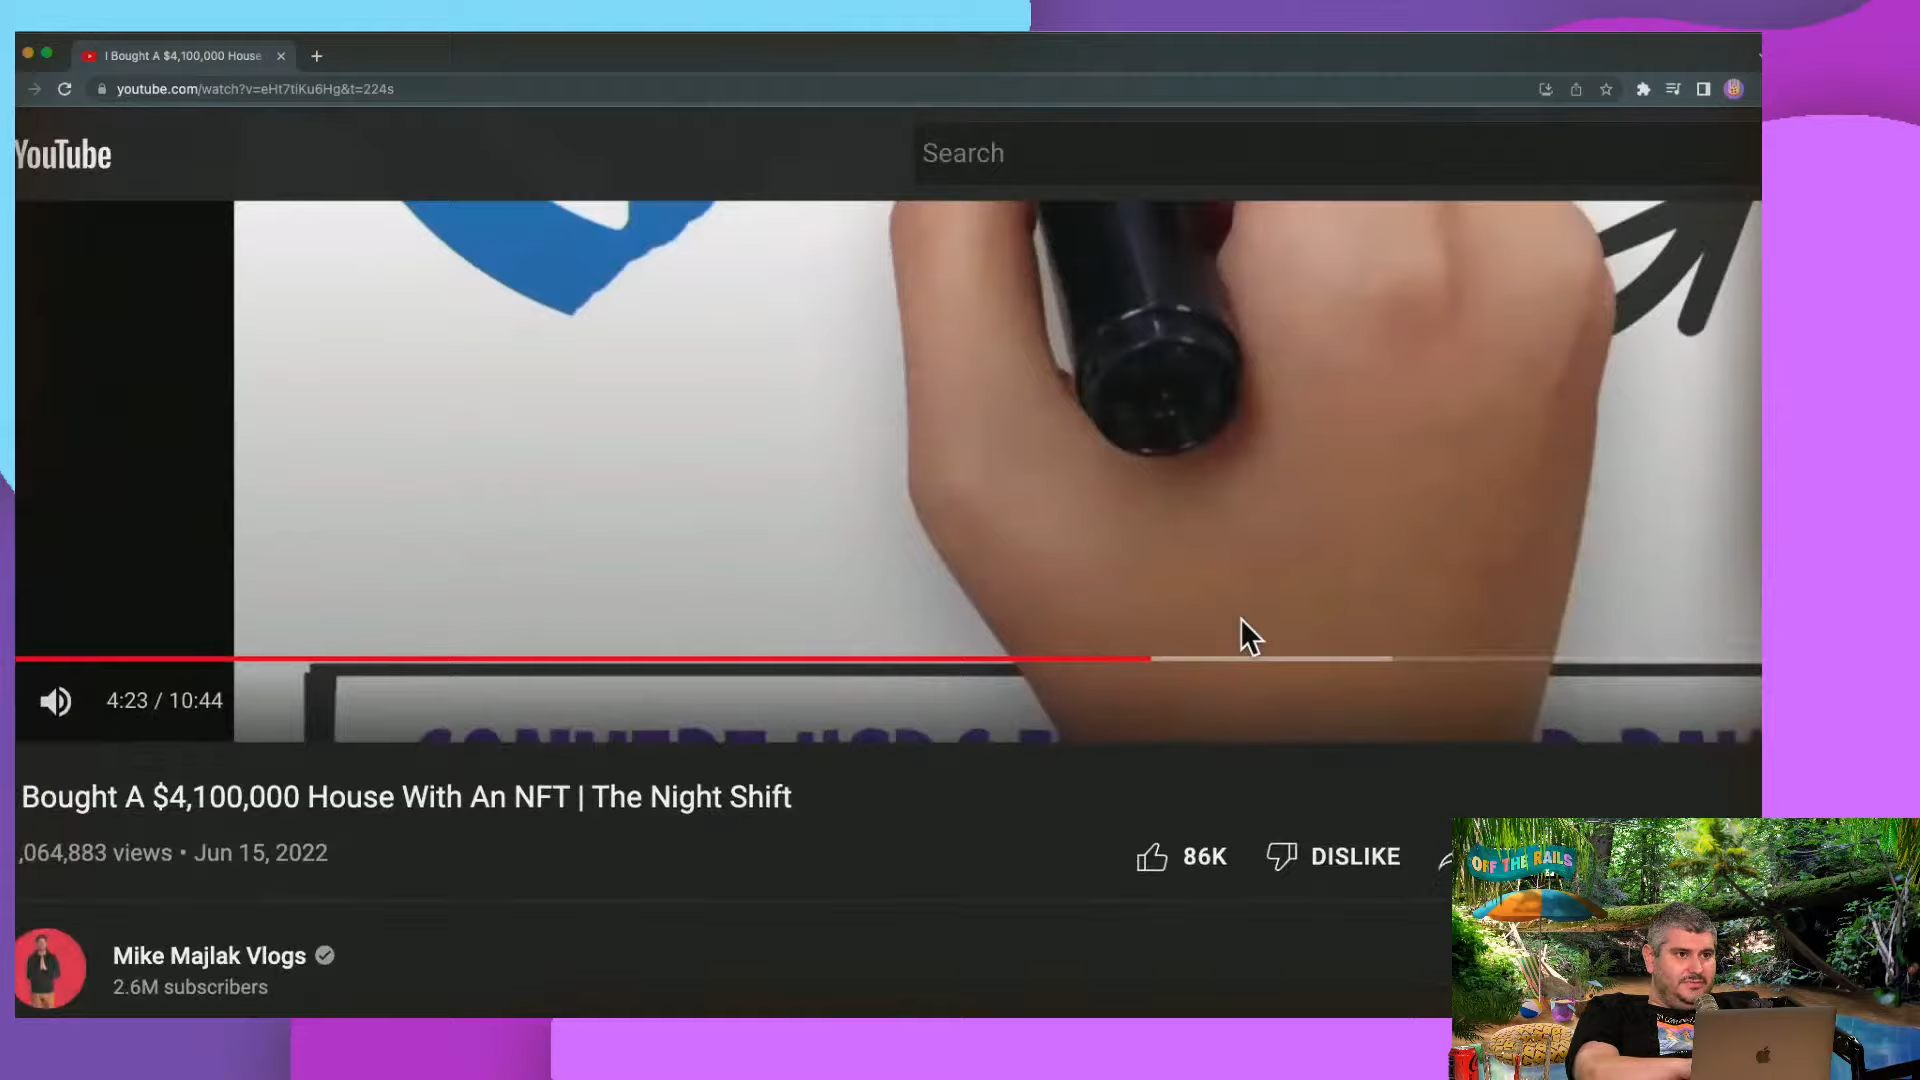 I Bought A $4,100,000 House
youtube.com/watch?v=eHt7tiKu6Hg&t=224s
YouTube
Search
4:23 / 10:44
CONVERT USDC
Bought A $4,100,000 House With An NFT | The Night Shift
,064,883 views • Jun 15, 2022
86K
DISLIKE
OFF THE RAILS
Mike Majlak Vlogs
2.6M subscribers